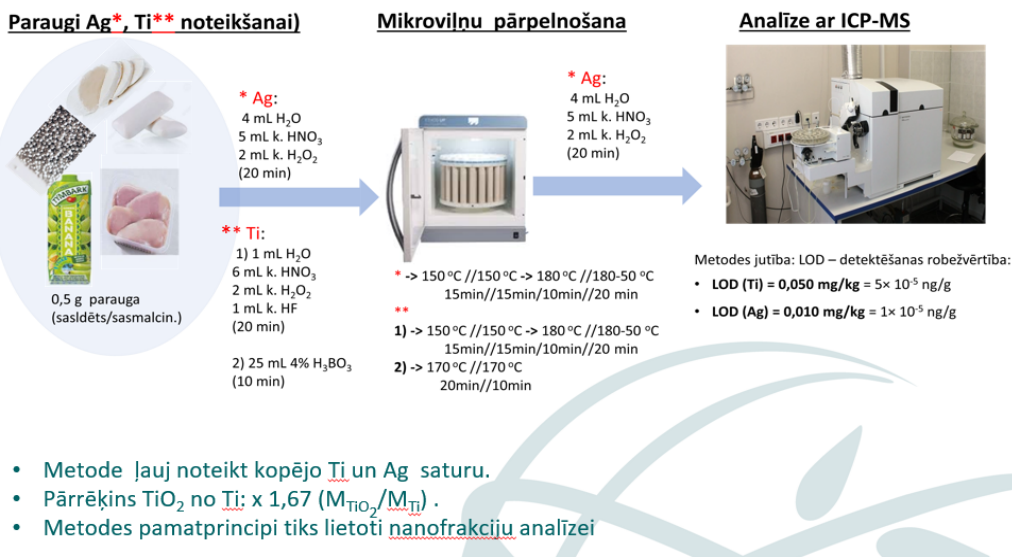 Paraugi Ag*, Ti** noteikšanai)
Mikroviļņu pārpelnošana
Analīze ar ICP-MS
* Ag:
4 mL H₂O
5 mL k. HNO₃
2 mL k. H₂O₂
(20 min)
** Ti:
1) 1 mL H₂O
6 mL k. HNO₃
2 mL k. H₂O₂
1 mL k. HF
(20 min)
2) 25 mL 4% H₃BO₃
(10 min)
TYMBARK
BANANA
0,5 g parauga
(sasldēts/sasmalcin.)
* Ag:
4 mL H₂O
5 mL k. HNO₃
2 mL k. H₂O₂
(20 min)
* -> 150 °C //150 °C -> 180 °C //180-50 °C
15min//15min/10min//20 min
**
1) -> 150 °C //150 °C -> 180 °C //180-50 °C
15min//15min/10min//20 min
2) -> 170 °C //170 °C
20min//10min
Metodes jutība: LOD – detektēšanas robežvērtība:
• LOD (Ti) = 0,050 mg/kg = 5× 10⁻⁵ ng/g
• LOD (Ag) = 0,010 mg/kg = 1× 10⁻⁵ ng/g
• Metode ļauj noteikt kopējo Ti un Ag saturu.
• Pārrēķins TiO₂ no Ti: x 1,67 (M_TiO₂/M_Ti) .
• Metodes pamatprincipi tiks lietoti nanofrakciju analīzei